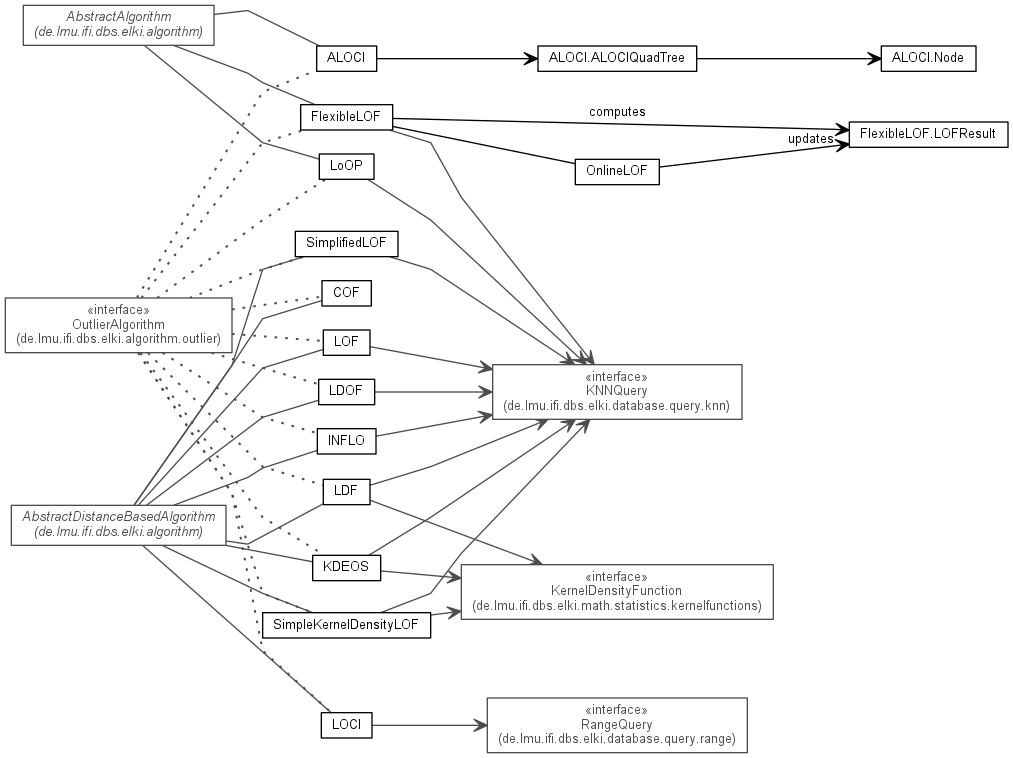 AbstractAlgorithm
(de.lmu.ifi.dbs.elki.algorithm)
ALOCI
ALOCI.ALOCIQuadTree
ALOCI.Node
FlexibleLOF
computes
FlexibleLOF.LOFResult
updates
OnlineLOF
LoOP
SimplifiedLOF
COF
«interface»
OutlierAlgorithm
(de.lmu.ifi.dbs.elki.algorithm.outlier)
LOF
LDOF
«interface»
KNNQuery
(de.lmu.ifi.dbs.elki.database.query.knn)
INFLO
LDF
AbstractDistanceBasedAlgorithm
(de.lmu.ifi.dbs.elki.algorithm)
KDEOS
«interface»
KernelDensityFunction
(de.lmu.ifi.dbs.elki.math.statistics.kernelfunctions)
SimpleKernelDensityLOF
LOCI
«interface»
RangeQuery
(de.lmu.ifi.dbs.elki.database.query.range)